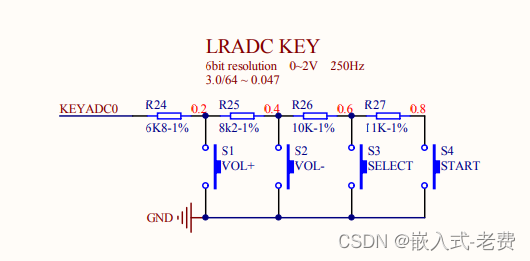 LRADC KEY
6bit resolution 0~2V 250Hz
3.0/64 ~ 0.047
KEYADC0 R24 0.2 R25 0.4 R26 0.6 R27 0.8
6K8-1% 8k2-1% 10K-1% 11K-1%
S1 S2 S3 S4
VOL+ VOL- SELECT START
GND
CSDN @嵌入式-老费